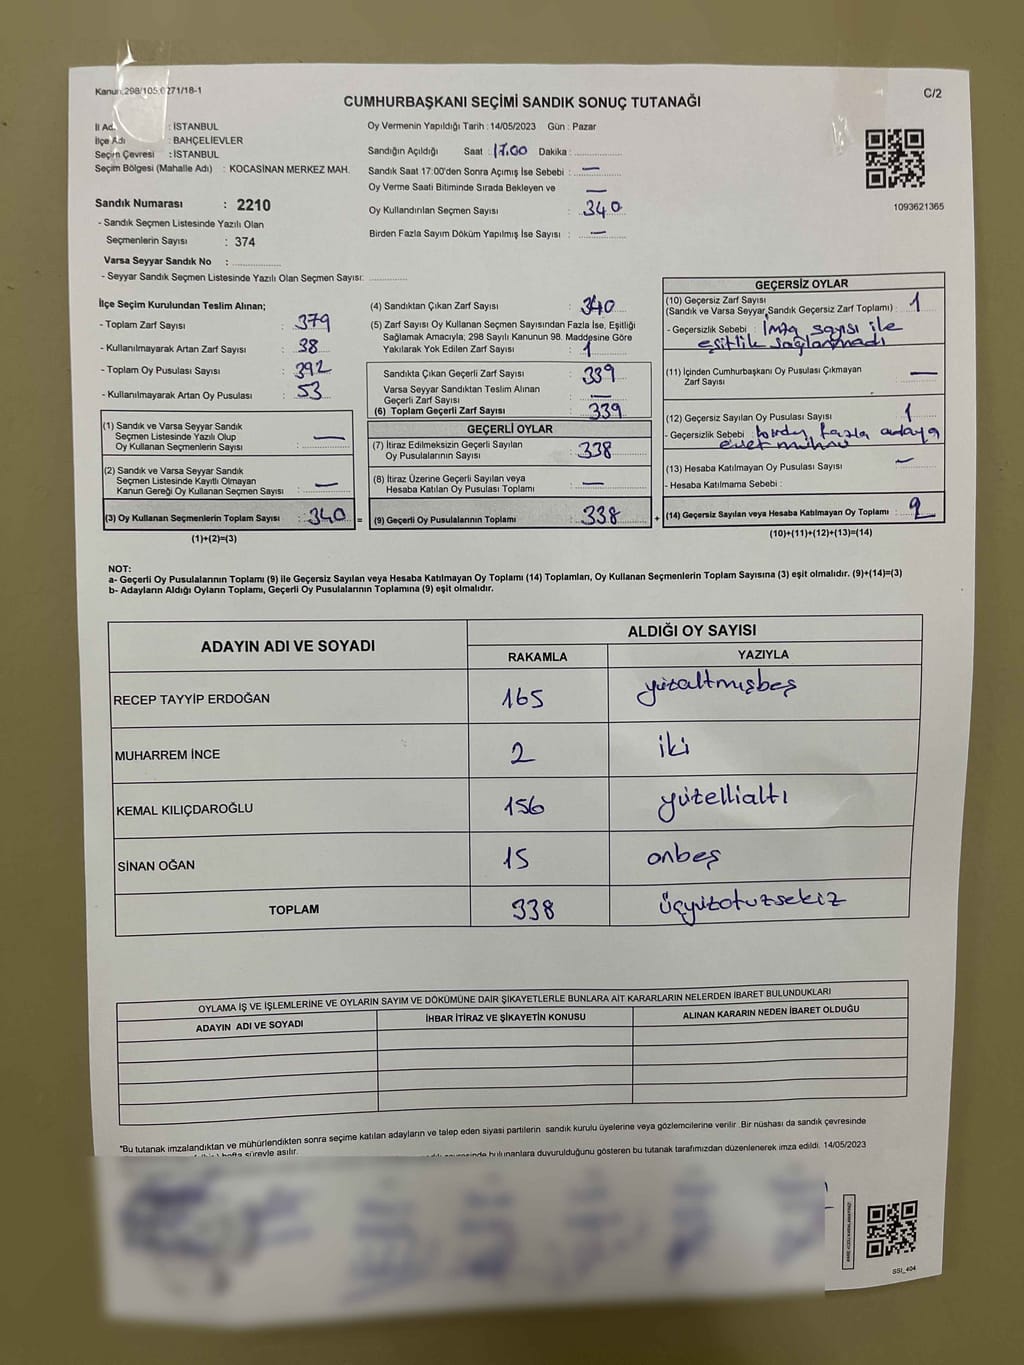 Kanun:298/105,6271/18-1
C/2
CUMHURBAŞKANI SEÇİMİ SANDIK SONUÇ TUTANAĞI
İl Adı : İSTANBUL
İlçe Adı : BAHÇELİEVLER
Seçim Çevresi : İSTANBUL
Seçim Bölgesi (Mahalle Adı) : KOCASİNAN MERKEZ MAH.
Sandık Numarası : 2210
- Sandık Seçmen Listesinde Yazılı Olan
Seçmenlerin Sayısı : 374
Varsa Seyyar Sandık No :
- Seyyar Sandık Seçmen Listesinde Yazılı Olan Seçmen Sayısı:
Oy Vermenin Yapıldığı Tarih : 14/05/2023 Gün : Pazar
Sandığın Açıldığı Saat : 17.00 Dakika :
Sandık Saat 17:00'den Sonra Açımış İse Sebebi : —
Oy Verme Saati Bitiminde Sırada Bekleyen ve —
Oy Kullandırılan Seçmen Sayısı : 340
Birden Fazla Sayım Döküm Yapılmış İse Sayısı : —
1093621365
İlçe Seçim Kurulundan Teslim Alınan;
- Toplam Zarf Sayısı : 379
- Kullanılmayarak Artan Zarf Sayısı : 38
- Toplam Oy Pusulası Sayısı : 392
- Kullanılmayarak Artan Oy Pusulası : 53
(1) Sandık ve Varsa Seyyar Sandık
Seçmen Listesinde Yazılı Olup
Oy Kullanan Seçmenlerin Sayısı : —
(2) Sandık ve Varsa Seyyar Sandık
Seçmen Listesinde Kayıtlı Olmayan
Kanun Gereği Oy Kullanan Seçmen Sayısı : —
(3) Oy Kullanan Seçmenlerin Toplam Sayısı : 340 =
(1)+(2)=(3)
(4) Sandıktan Çıkan Zarf Sayısı : 340
(5) Zarf Sayısı Oy Kullanan Seçmen Sayısından Fazla İse, Eşitliği
Sağlamak Amacıyla; 298 Sayılı Kanunun 98. Maddesine Göre
Yakılarak Yok Edilen Zarf Sayısı : 1
Sandıkta Çıkan Geçerli Zarf Sayısı : 339
Varsa Seyyar Sandıktan Teslim Alınan
Geçerli Zarf Sayısı : —
(6) Toplam Geçerli Zarf Sayısı : 339
GEÇERLİ OYLAR
(7) İtiraz Edilmeksizin Geçerli Sayılan
Oy Pusulalarının Sayısı : 338
(8) İtiraz Üzerine Geçerli Sayılan veya
Hesaba Katılan Oy Pusulası Toplamı : —
(9) Geçerli Oy Pusulalarının Toplamı : 338 +
GEÇERSİZ OYLAR
(10) Geçersiz Zarf Sayısı
(Sandık ve Varsa Seyyar Sandık Geçersiz Zarf Toplamı) : 1
- Geçersizlik Sebebi : İmza sayısı ile
eşitlik sağlanmadı
(11) İçinden Cumhurbaşkanı Oy Pusulası Çıkmayan
Zarf Sayısı : —
(12) Geçersiz Sayılan Oy Pusulası Sayısı : 1
- Geçersizlik Sebebi : birden fazla adaya
evet mührü
(13) Hesaba Katılmayan Oy Pusulası Sayısı : —
- Hesaba Katılmama Sebebi :
(14) Geçersiz Sayılan veya Hesaba Katılmayan Oy Toplamı : 2
(10)+(11)+(12)+(13)=(14)
NOT:
a- Geçerli Oy Pusulalarının Toplamı (9) ile Geçersiz Sayılan veya Hesaba Katılmayan Oy Toplamı (14) Toplamları, Oy Kullanan Seçmenlerin Toplam Sayısına (3) eşit olmalıdır. (9)+(14)=(3)
b- Adayların Aldığı Oyların Toplamı, Geçerli Oy Pusulalarının Toplamına (9) eşit olmalıdır.
ADAYIN ADI VE SOYADI
ALDIĞI OY SAYISI
RAKAMLA YAZIYLA
RECEP TAYYİP ERDOĞAN 165 yüzaltmışbeş
MUHARREM İNCE 2 iki
KEMAL KILIÇDAROĞLU 156 yüzellialtı
SİNAN OĞAN 15 onbeş
TOPLAM 338 üçyüzotuzsekiz
OYLAMA İŞ VE İŞLEMLERİNE VE OYLARIN SAYIM VE DÖKÜMÜNE DAİR ŞİKAYETLERLE BUNLARA AİT KARARLARIN NELERDEN İBARET BULUNDUKLARI
ADAYIN ADI VE SOYADI İHBAR İTİRAZ VE ŞİKAYETİN KONUSU ALINAN KARARIN NEDEN İBARET OLDUĞU
*Bu tutanak imzalandıktan ve mühürlendikten sonra seçime katılan adayların ve talep eden siyasi partilerin sandık kurulu üyelerine veya gözlemcilerine verilir. Bir nüshası da sandık çevresinde
hafta süreyle asılır. bulunanlara duyurulduğunu gösteren bu tutanak tarafımızdan düzenlenerek imza edildi. 14/05/2023
SSI_404